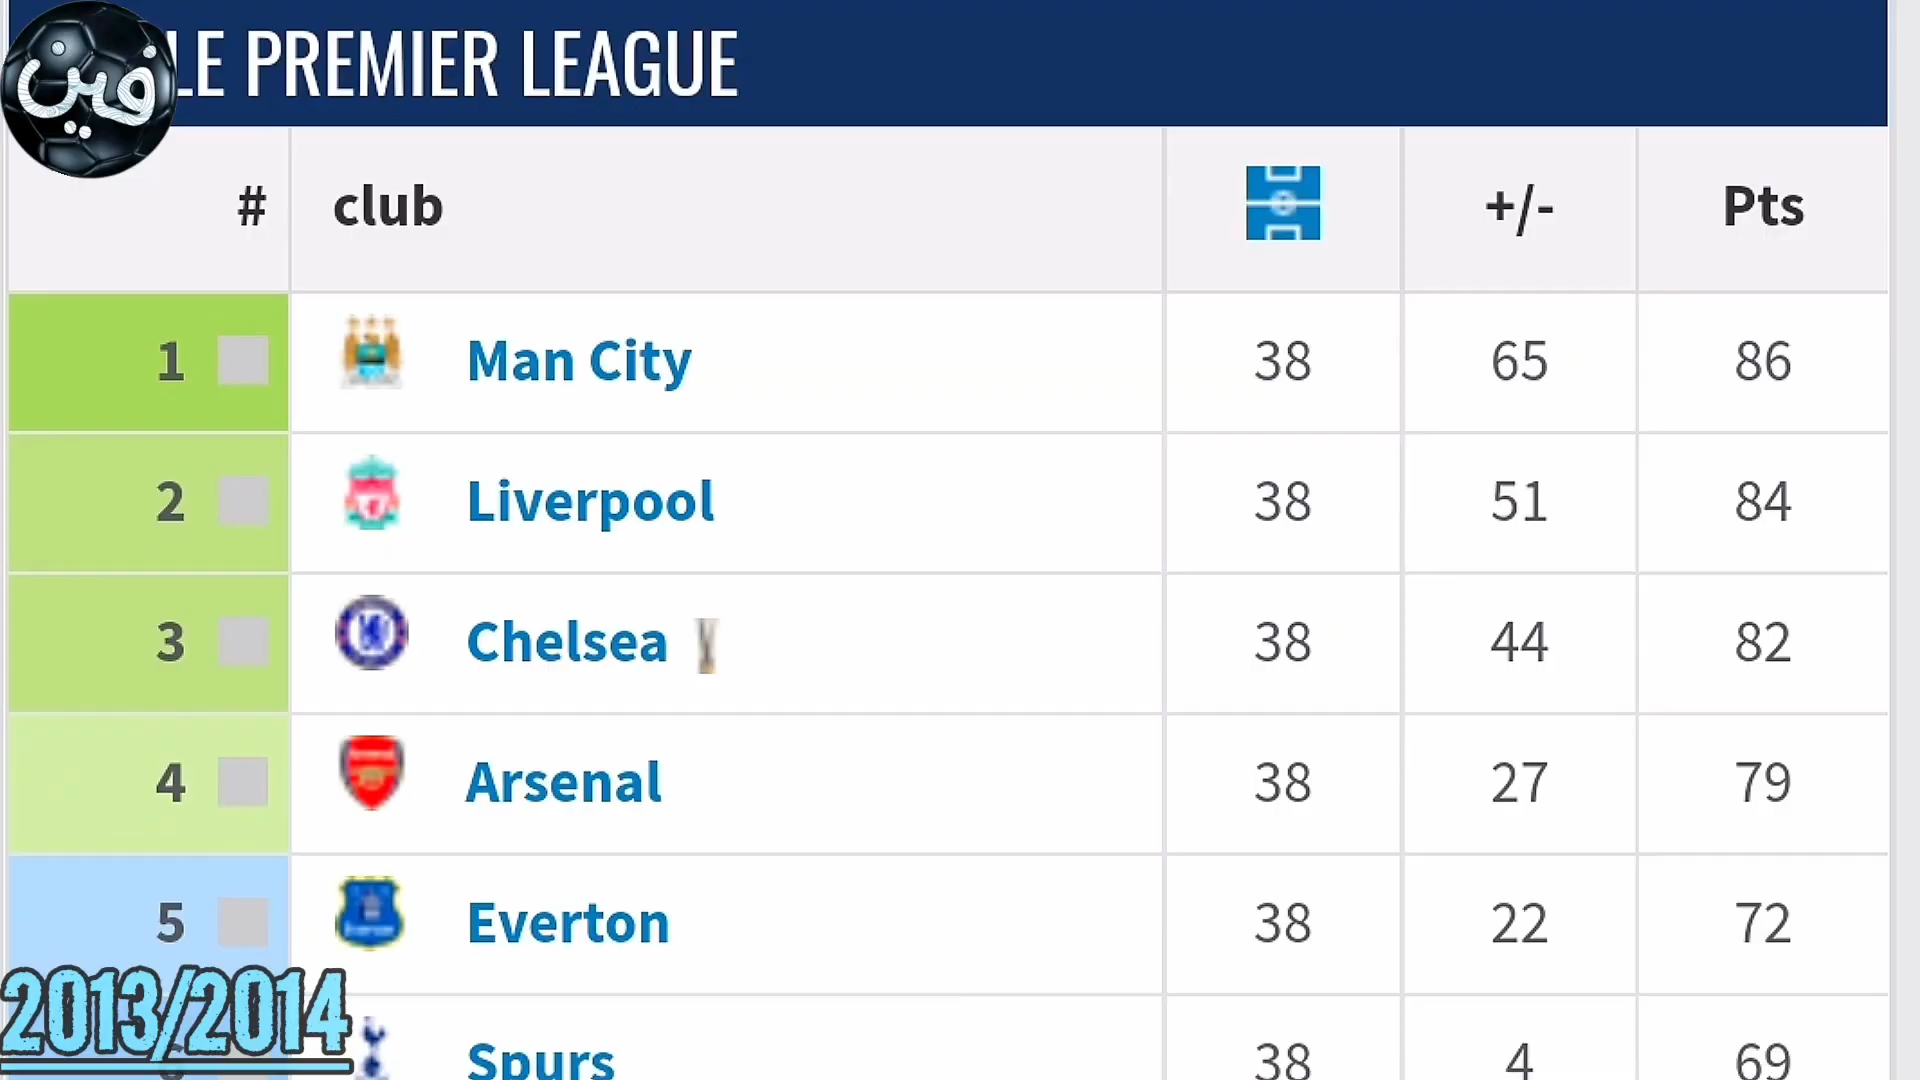 فين
LE PREMIER LEAGUE
# club +/- Pts
1 Man City 38 65 86
2 Liverpool 38 51 84
3 Chelsea 38 44 82
4 Arsenal 38 27 79
5 Everton 38 22 72
6 Spurs 38 4 69
2013/2014